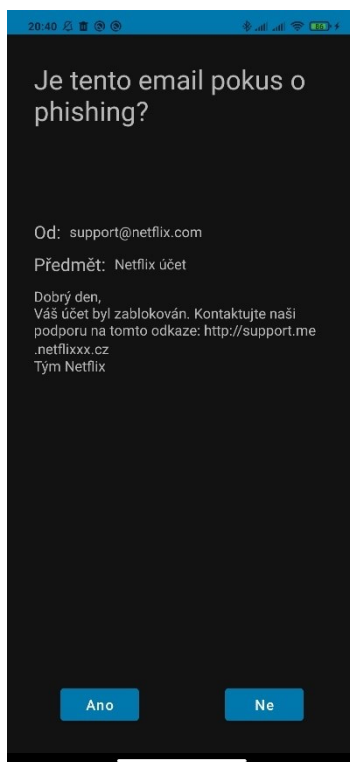 20:40
86
Je tento email pokus o
phishing?
Od: support@netflix.com
Předmět: Netflix účet
Dobrý den,
Váš účet byl zablokován. Kontaktujte naši
podporu na tomto odkaze: http://support.me
.netflixxx.cz
Tým Netflix
Ano
Ne